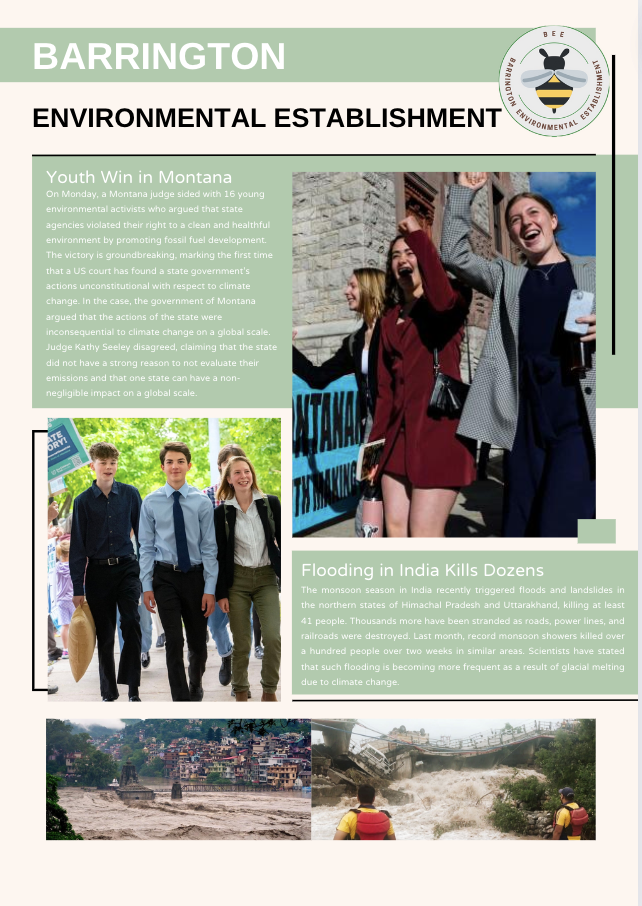 BARRINGTON
BEE
BARRINGTON ENVIRONMENTAL ESTABLISHMENT
ENVIRONMENTAL ESTABLISHMENT
Youth Win in Montana
On Monday, a Montana judge sided with 16 young
environmental activists who argued that state
agencies violated their right to a clean and healthful
environment by promoting fossil fuel development.
The victory is groundbreaking, marking the first time
that a US court has found a state government's
actions unconstitutional with respect to climate
change. In the case, the government of Montana
argued that the actions of the state were
inconsequential to climate change on a global scale.
Judge Kathy Seeley disagreed, claiming that the state
did not have a strong reason to not evaluate their
emissions and that one state can have a non-
negligible impact on a global scale.
NTANA
TH MAKING
Flooding in India Kills Dozens
The monsoon season in India recently triggered floods and landslides in
the northern states of Himachal Pradesh and Uttarakhand, killing at least
41 people. Thousands more have been stranded as roads, power lines, and
railroads were destroyed. Last month, record monsoon showers killed over
a hundred people over two weeks in similar areas. Scientists have stated
that such flooding is becoming more frequent as a result of glacial melting
due to climate change.